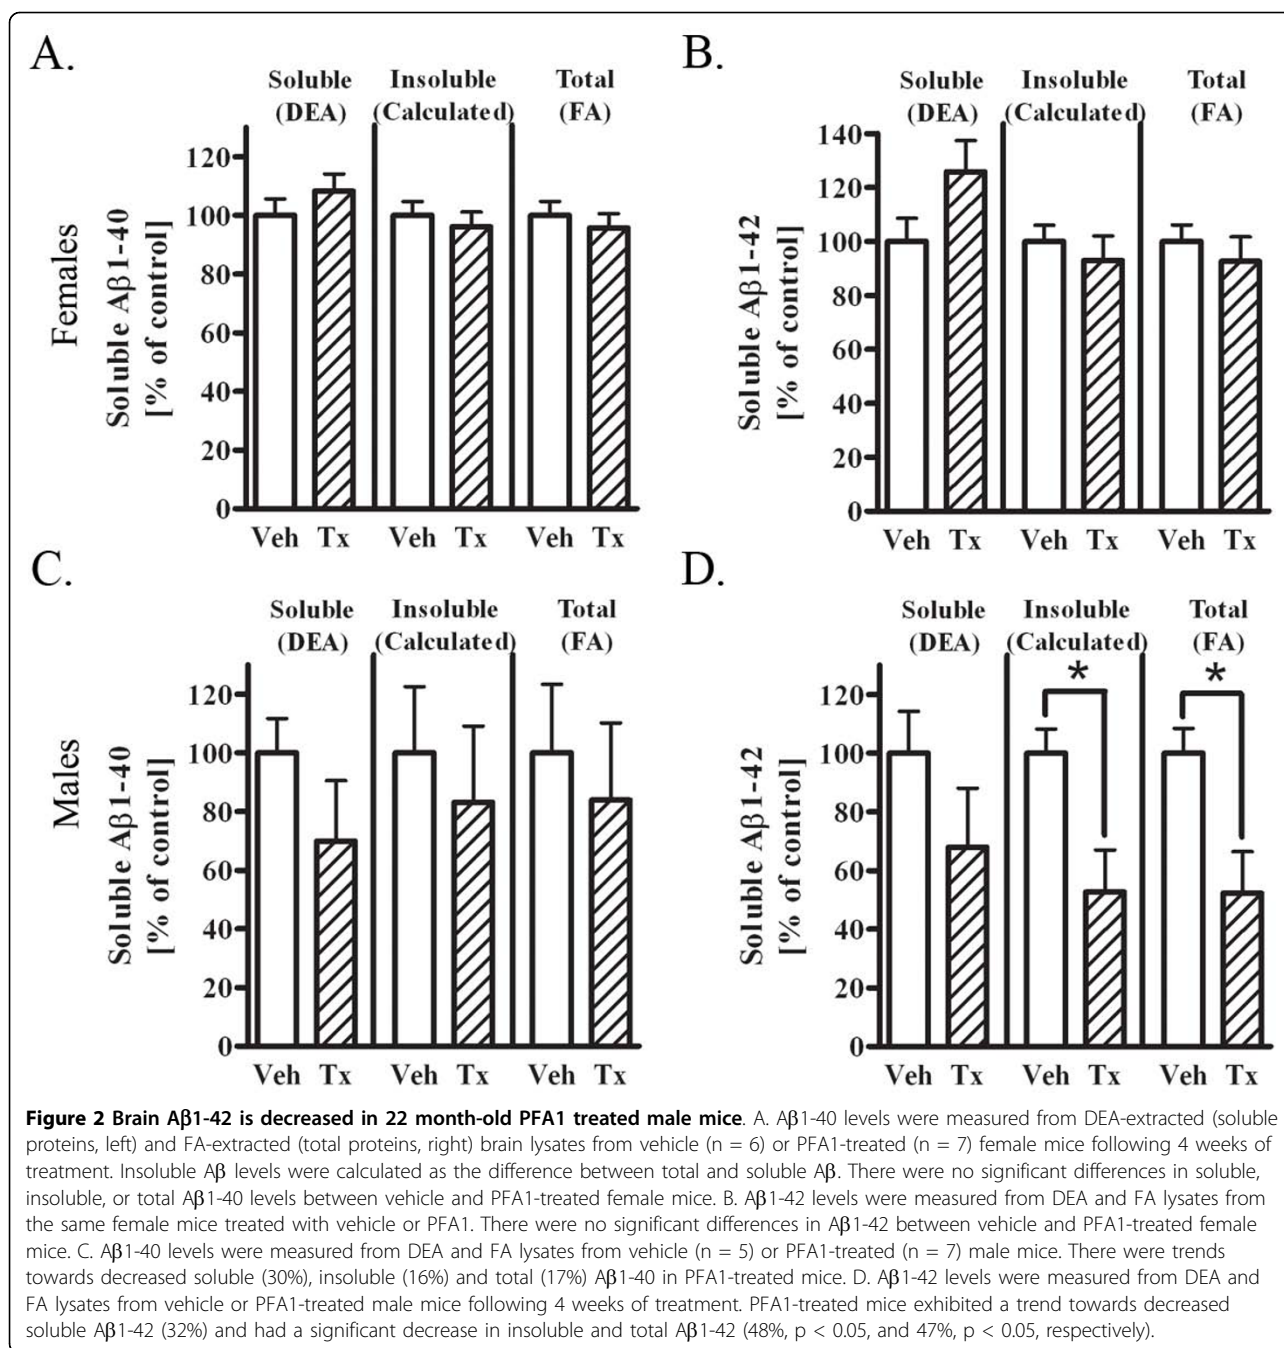 A.
Soluble Insoluble Total
(DEA) (Calculated) (FA)
Females
Soluble Aβ1-40
[% of control]
120
100
80
60
40
20
0
Veh Tx Veh Tx Veh Tx
B.
Soluble Insoluble Total
(DEA) (Calculated) (FA)
Soluble Aβ1-42
[% of control]
140
120
100
80
60
40
20
0
Veh Tx Veh Tx Veh Tx
C.
Soluble Insoluble Total
(DEA) (Calculated) (FA)
Males
Soluble Aβ1-40
[% of control]
120
100
80
60
40
20
0
Veh Tx Veh Tx Veh Tx
D.
Soluble Insoluble Total
(DEA) (Calculated) (FA)
* *
Soluble Aβ1-42
[% of control]
120
100
80
60
40
20
0
Veh Tx Veh Tx Veh Tx
Figure 2 Brain Aβ1-42 is decreased in 22 month-old PFA1 treated male mice. A. Aβ1-40 levels were measured from DEA-extracted (soluble
proteins, left) and FA-extracted (total proteins, right) brain lysates from vehicle (n = 6) or PFA1-treated (n = 7) female mice following 4 weeks of
treatment. Insoluble Aβ levels were calculated as the difference between total and soluble Aβ. There were no significant differences in soluble,
insoluble, or total Aβ1-40 levels between vehicle and PFA1-treated female mice. B. Aβ1-42 levels were measured from DEA and FA lysates from
the same female mice treated with vehicle or PFA1. There were no significant differences in Aβ1-42 between vehicle and PFA1-treated female
mice. C. Aβ1-40 levels were measured from DEA and FA lysates from vehicle (n = 5) or PFA1-treated (n = 7) male mice. There were trends
towards decreased soluble (30%), insoluble (16%) and total (17%) Aβ1-40 in PFA1-treated mice. D. Aβ1-42 levels were measured from DEA and
FA lysates from vehicle or PFA1-treated male mice following 4 weeks of treatment. PFA1-treated mice exhibited a trend towards decreased
soluble Aβ1-42 (32%) and had a significant decrease in insoluble and total Aβ1-42 (48%, p < 0.05, and 47%, p < 0.05, respectively).